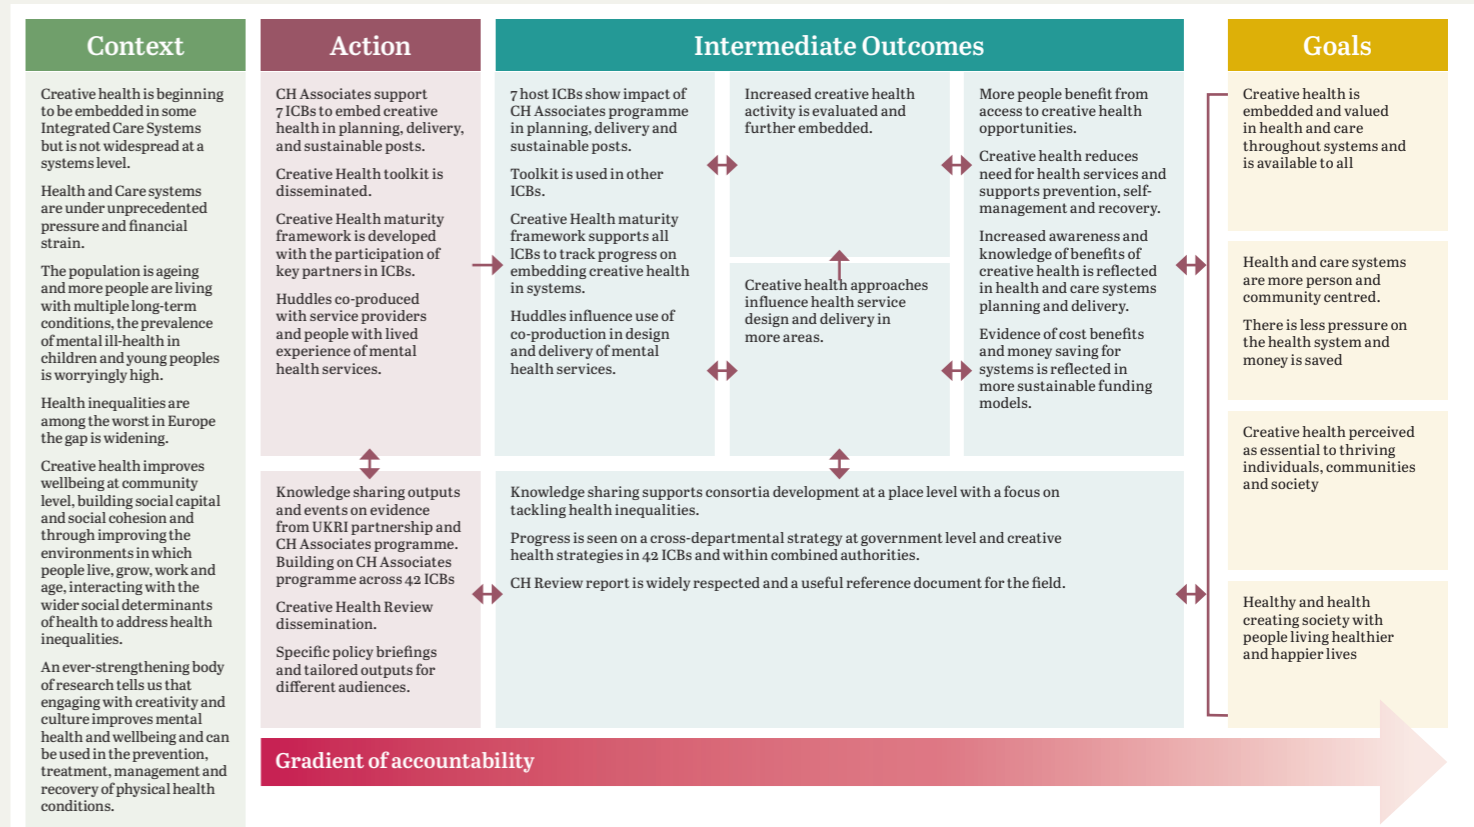 Context
Creative health is beginning
to be embedded in some
Integrated Care Systems
but is not widespread at a
systems level.
Health and Care systems
are under unprecedented
pressure and financial
strain.
The population is ageing
and more people are living
with multiple long-term
conditions, the prevalence
of mental ill-health in
children and young peoples
is worryingly high.
Health inequalities are
among the worst in Europe
the gap is widening.
Creative health improves
wellbeing at community
level, building social capital
and social cohesion and
through improving the
environments in which
people live, grow, work and
age, interacting with the
wider social determinants
of health to address health
inequalities.
An ever-strengthening body
of research tells us that
engaging with creativity and
culture improves mental
health and wellbeing and can
be used in the prevention,
treatment, management and
recovery of physical health
conditions.
Action
CH Associates support
7 ICBs to embed creative
health in planning, delivery,
and sustainable posts.
Creative Health toolkit is
disseminated.
Creative Health maturity
framework is developed
with the participation of
key partners in ICBs.
Huddles co-produced
with service providers
and people with lived
experience of mental
health services.
Knowledge sharing outputs
and events on evidence
from UKRI partnership and
CH Associates programme.
Building on CH Associates
programme across 42 ICBs
Creative Health Review
dissemination.
Specific policy briefings
and tailored outputs for
different audiences.
Intermediate Outcomes
7 host ICBs show impact of
CH Associates programme
in planning, delivery and
sustainable posts.
Toolkit is used in other
ICBs.
Creative Health maturity
framework supports all
ICBs to track progress on
embedding creative health
in systems.
Huddles influence use of
co-production in design
and delivery of mental
health services.
Increased creative health
activity is evaluated and
further embedded.
Creative health approaches
influence health service
design and delivery in
more areas.
More people benefit from
access to creative health
opportunities.
Creative health reduces
need for health services and
supports prevention, self-
management and recovery.
Increased awareness and
knowledge of benefits of
creative health is reflected
in health and care systems
planning and delivery.
Evidence of cost benefits
and money saving for
systems is reflected in
more sustainable funding
models.
Knowledge sharing supports consortia development at a place level with a focus on
tackling health inequalities.
Progress is seen on a cross-departmental strategy at government level and creative
health strategies in 42 ICBs and within combined authorities.
CH Review report is widely respected and a useful reference document for the field.
Goals
Creative health is
embedded and valued
in health and care
throughout systems and
is available to all
Health and care systems
are more person and
community centred.
There is less pressure on
the health system and
money is saved
Creative health perceived
as essential to thriving
individuals, communities
and society
Healthy and health
creating society with
people living healthier
and happier lives
Gradient of accountability